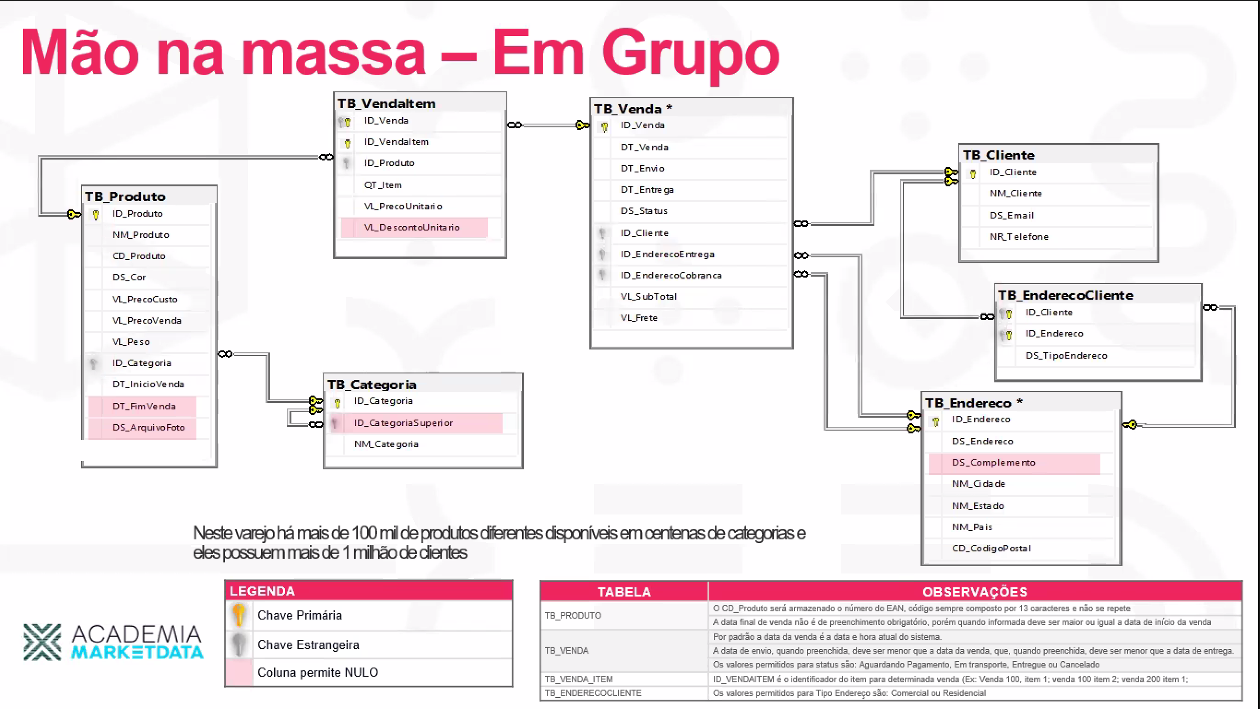 Mão na massa – Em Grupo
TB_VendaItem
ID_Venda
ID_VendaItem
ID_Produto
QT_Item
VL_PrecoUnitario
VL_DescontoUnitario
TB_Venda *
ID_Venda
DT_Venda
DT_Envio
DT_Entrega
DS_Status
ID_Cliente
ID_EnderecoEntrega
ID_EnderecoCobranca
VL_SubTotal
VL_Frete
TB_Cliente
ID_Cliente
NM_Cliente
DS_Email
NR_Telefone
TB_Produto
ID_Produto
NM_Produto
CD_Produto
DS_Cor
VL_PrecoCusto
VL_PrecoVenda
VL_Peso
ID_Categoria
DT_InicioVenda
DT_FimVenda
DS_ArquivoFoto
TB_EnderecoCliente
ID_Cliente
ID_Endereco
DS_TipoEndereco
TB_Categoria
ID_Categoria
ID_CategoriaSuperior
NM_Categoria
TB_Endereco *
ID_Endereco
DS_Endereco
DS_Complemento
NM_Cidade
NM_Estado
NM_Pais
CD_CodigoPostal
Neste varejo há mais de 100 mil de produtos diferentes disponíveis em centenas de categorias e
eles possuem mais de 1 milhão de clientes
LEGENDA
Chave Primária
Chave Estrangeira
Coluna permite NULO
TABELA OBSERVAÇÕES
TB_PRODUTO
O CD_Produto será armazenado o número do EAN, código sempre composto por 13 caracteres e não se repete
A data final de venda não é de preenchimento obrigatório, porém quando informada deve ser maior ou igual a data de início da venda
TB_VENDA
Por padrão a data da venda é a data e hora atual do sistema.
A data de envio, quando preenchida, deve ser menor que a data da venda, que, quando preenchida, deve ser menor que a data de entrega.
Os valores permitidos para status são: Aguardando Pagamento, Em transporte, Entregue ou Cancelado
TB_VENDA_ITEM ID_VENDAITEM é o identificador do item para determinada venda (Ex: Venda 100, item 1; venda 100 item 2; venda 200 item 1;
TB_ENDERECOCLIENTE Os valores permitidos para Tipo Endereço são: Comercial ou Residencial
ACADEMIA
MARKETDATA